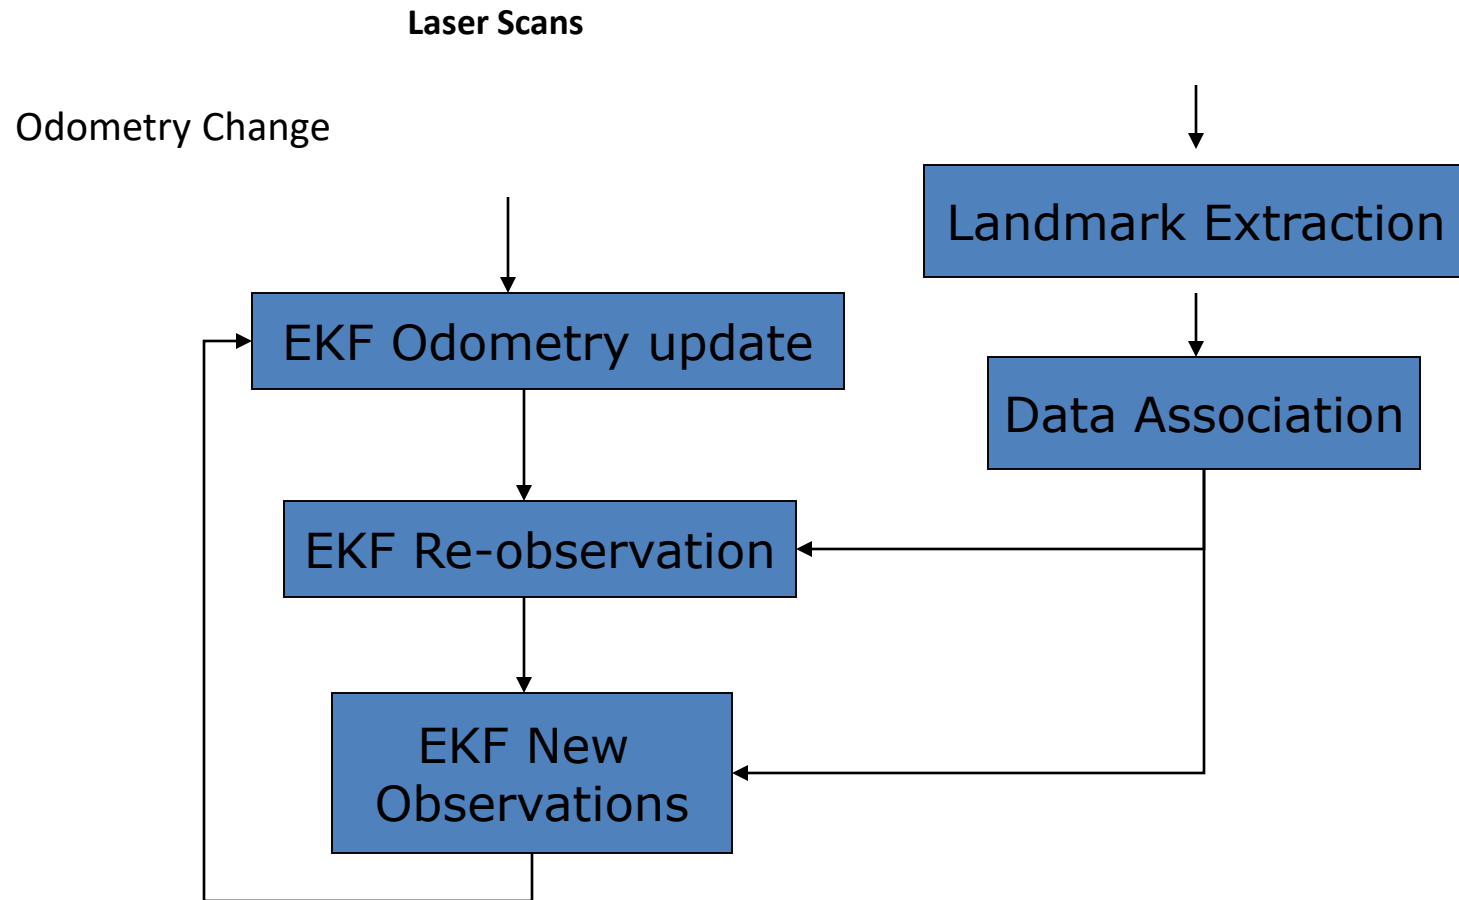 Laser Scans
Odometry Change
Landmark Extraction
EKF Odometry update
Data Association
EKF Re-observation
EKF New
Observations